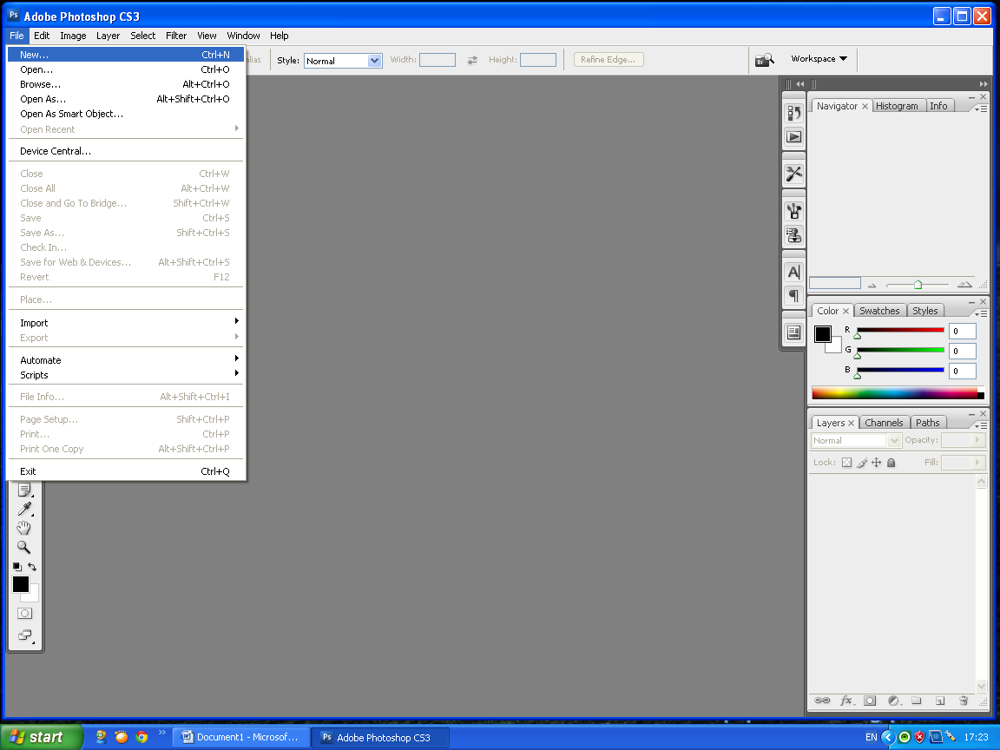 Ps Adobe Photoshop CS3
File Edit Image Layer Select Filter View Window Help
New... Ctrl+N
Open... Ctrl+O
Browse... Alt+Ctrl+O
Open As... Alt+Shift+Ctrl+O
Open As Smart Object...
Open Recent
Device Central...
Close Ctrl+W
Close All Alt+Ctrl+W
Close and Go To Bridge... Shift+Ctrl+W
Save Ctrl+S
Save As... Shift+Ctrl+S
Check In...
Save for Web & Devices... Alt+Shift+Ctrl+S
Revert F12
Place...
Import
Export
Automate
Scripts
File Info... Alt+Shift+Ctrl+I
Page Setup... Shift+Ctrl+P
Print... Ctrl+P
Print One Copy Alt+Shift+Ctrl+P
Exit Ctrl+Q
alias Style: Normal Width: Height: Refine Edge... Br Workspace
Navigator Histogram Info
A
Color Swatches Styles
R 0
G 0
B 0
Layers Channels Paths
Normal Opacity:
Lock: Fill:
fx
start Document1 - Microsof... Ps Adobe Photoshop CS3 EN 17:23